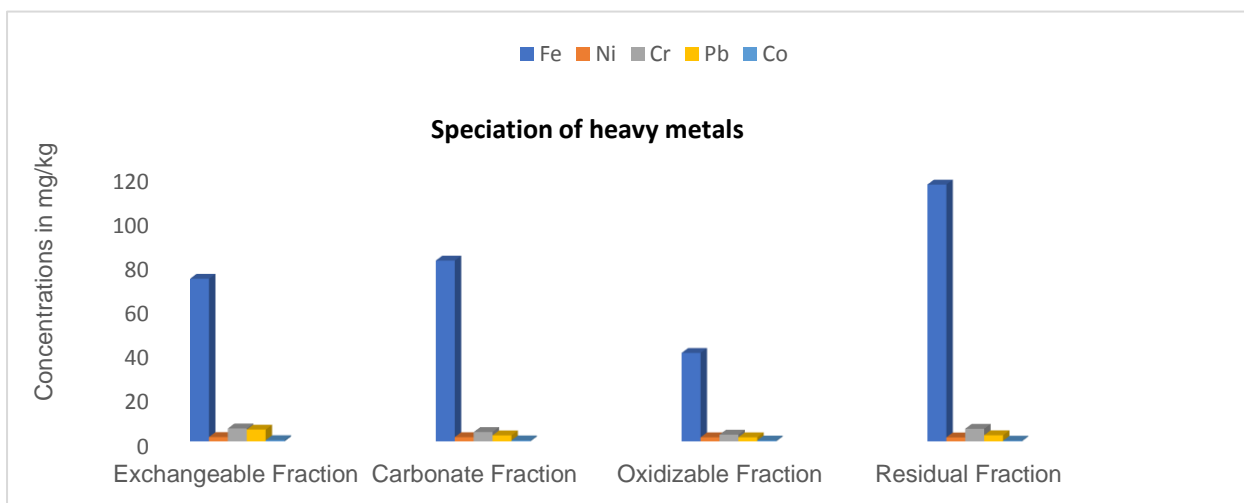 Fe Ni Cr Pb Co
Speciation of heavy metals
Concentrations in mg/kg
120
100
80
60
40
20
0
Exchangeable Fraction Carbonate Fraction Oxidizable Fraction Residual Fraction